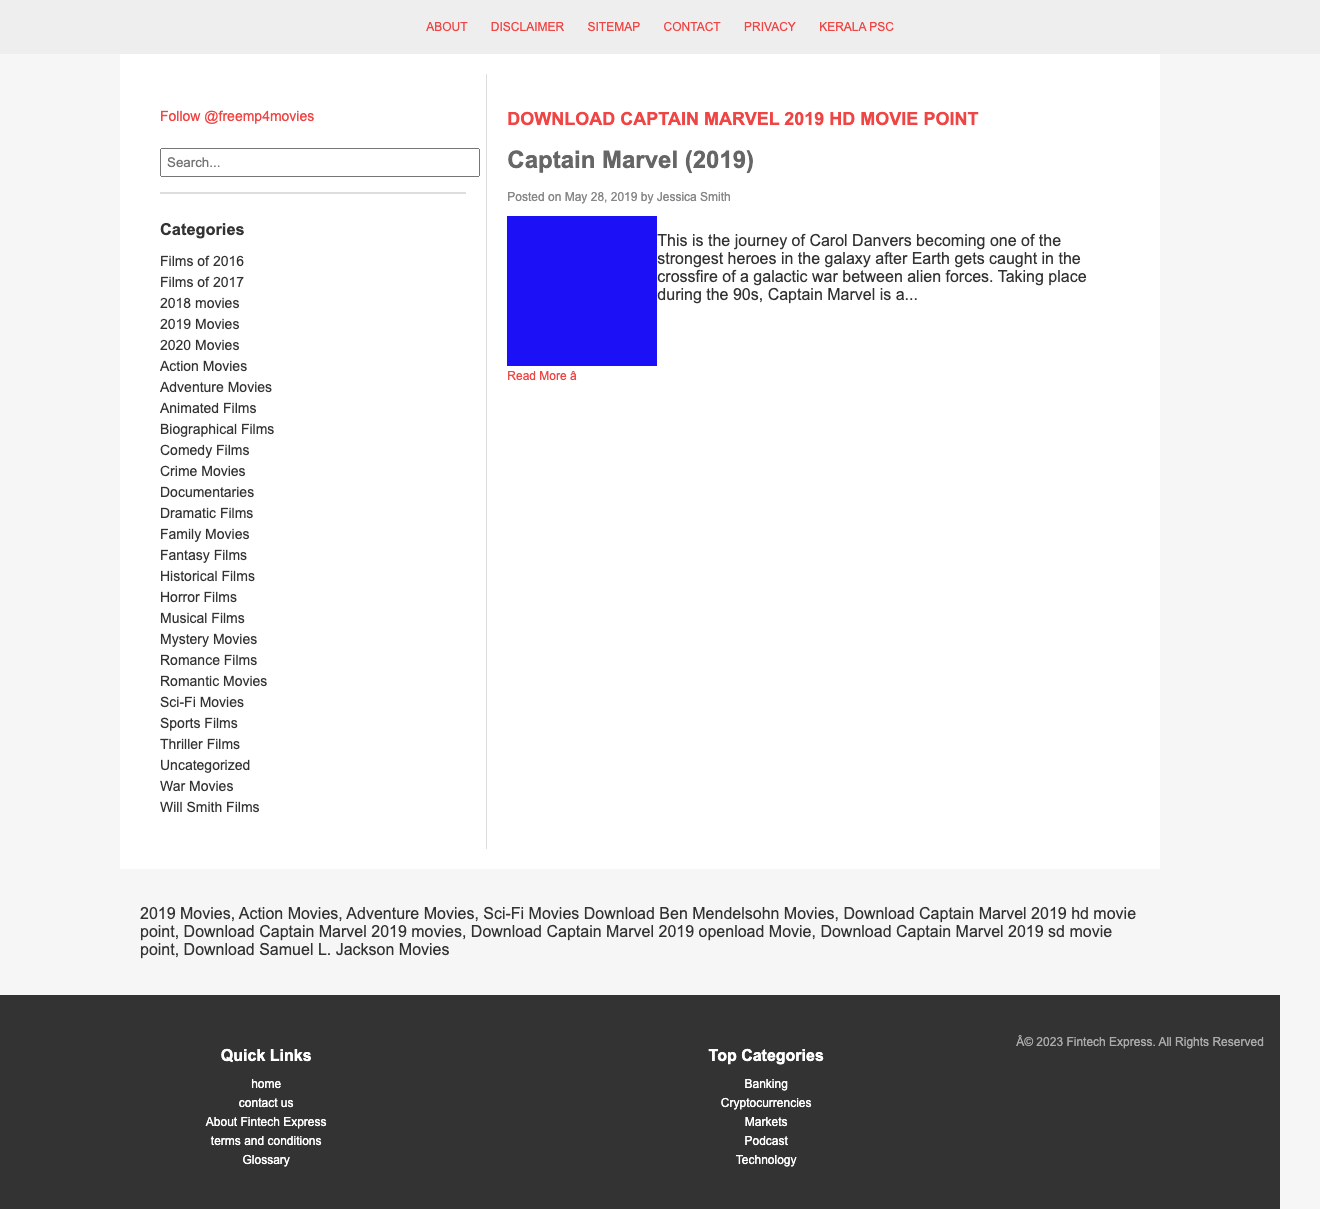 ABOUT DISCLAIMER SITEMAP CONTACT PRIVACY KERALA PSC
Follow @freemp4movies
Search...
Categories
Films of 2016
Films of 2017
2018 movies
2019 Movies
2020 Movies
Action Movies
Adventure Movies
Animated Films
Biographical Films
Comedy Films
Crime Movies
Documentaries
Dramatic Films
Family Movies
Fantasy Films
Historical Films
Horror Films
Musical Films
Mystery Movies
Romance Films
Romantic Movies
Sci-Fi Movies
Sports Films
Thriller Films
Uncategorized
War Movies
Will Smith Films
DOWNLOAD CAPTAIN MARVEL 2019 HD MOVIE POINT
Captain Marvel (2019)
Posted on May 28, 2019 by Jessica Smith
This is the journey of Carol Danvers becoming one of the
strongest heroes in the galaxy after Earth gets caught in the
crossfire of a galactic war between alien forces. Taking place
during the 90s, Captain Marvel is a...
Read More â
2019 Movies, Action Movies, Adventure Movies, Sci-Fi Movies Download Ben Mendelsohn Movies, Download Captain Marvel 2019 hd movie
point, Download Captain Marvel 2019 movies, Download Captain Marvel 2019 openload Movie, Download Captain Marvel 2019 sd movie
point, Download Samuel L. Jackson Movies
Quick Links
home
contact us
About Fintech Express
terms and conditions
Glossary
Top Categories
Banking
Cryptocurrencies
Markets
Podcast
Technology
Â© 2023 Fintech Express. All Rights Reserved